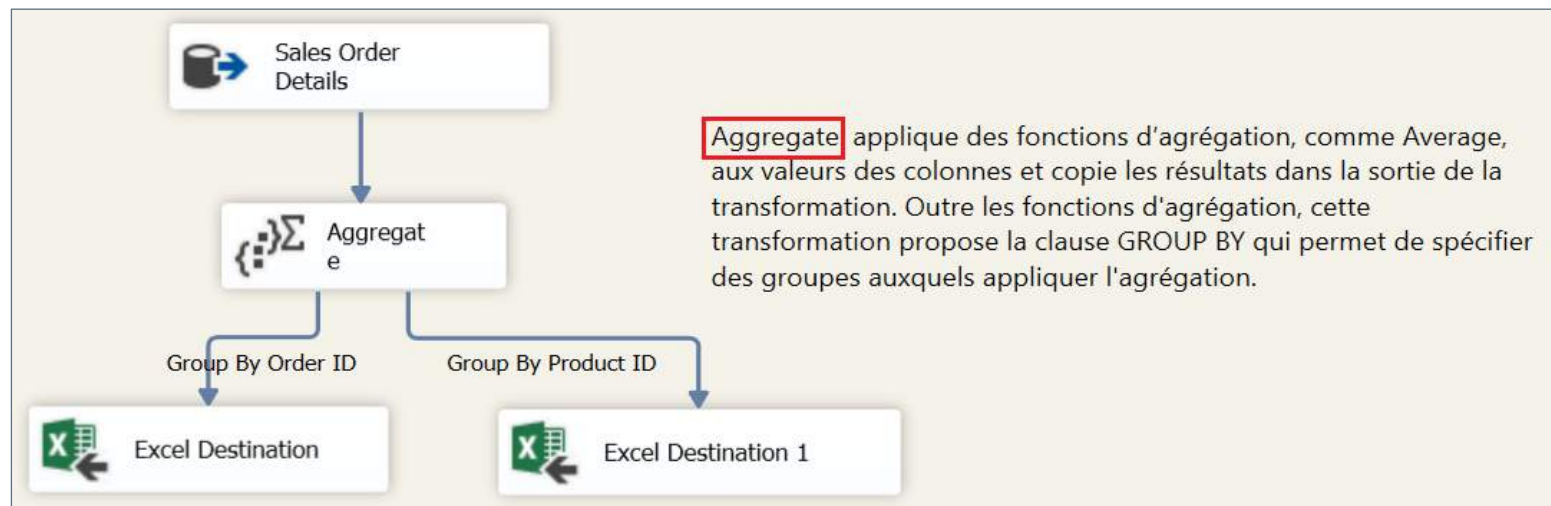 Sales Order
Details
Aggregate applique des fonctions d'agrégation, comme Average,
aux valeurs des colonnes et copie les résultats dans la sortie de la
transformation. Outre les fonctions d'agrégation, cette
transformation propose la clause GROUP BY qui permet de spécifier
des groupes auxquels appliquer l'agrégation.
Aggregat
e
Group By Order ID
Group By Product ID
Excel Destination
Excel Destination 1